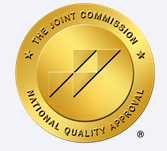 ★ THE JOINT COMMISSION ★
NATIONAL QUALITY APPROVAL
®